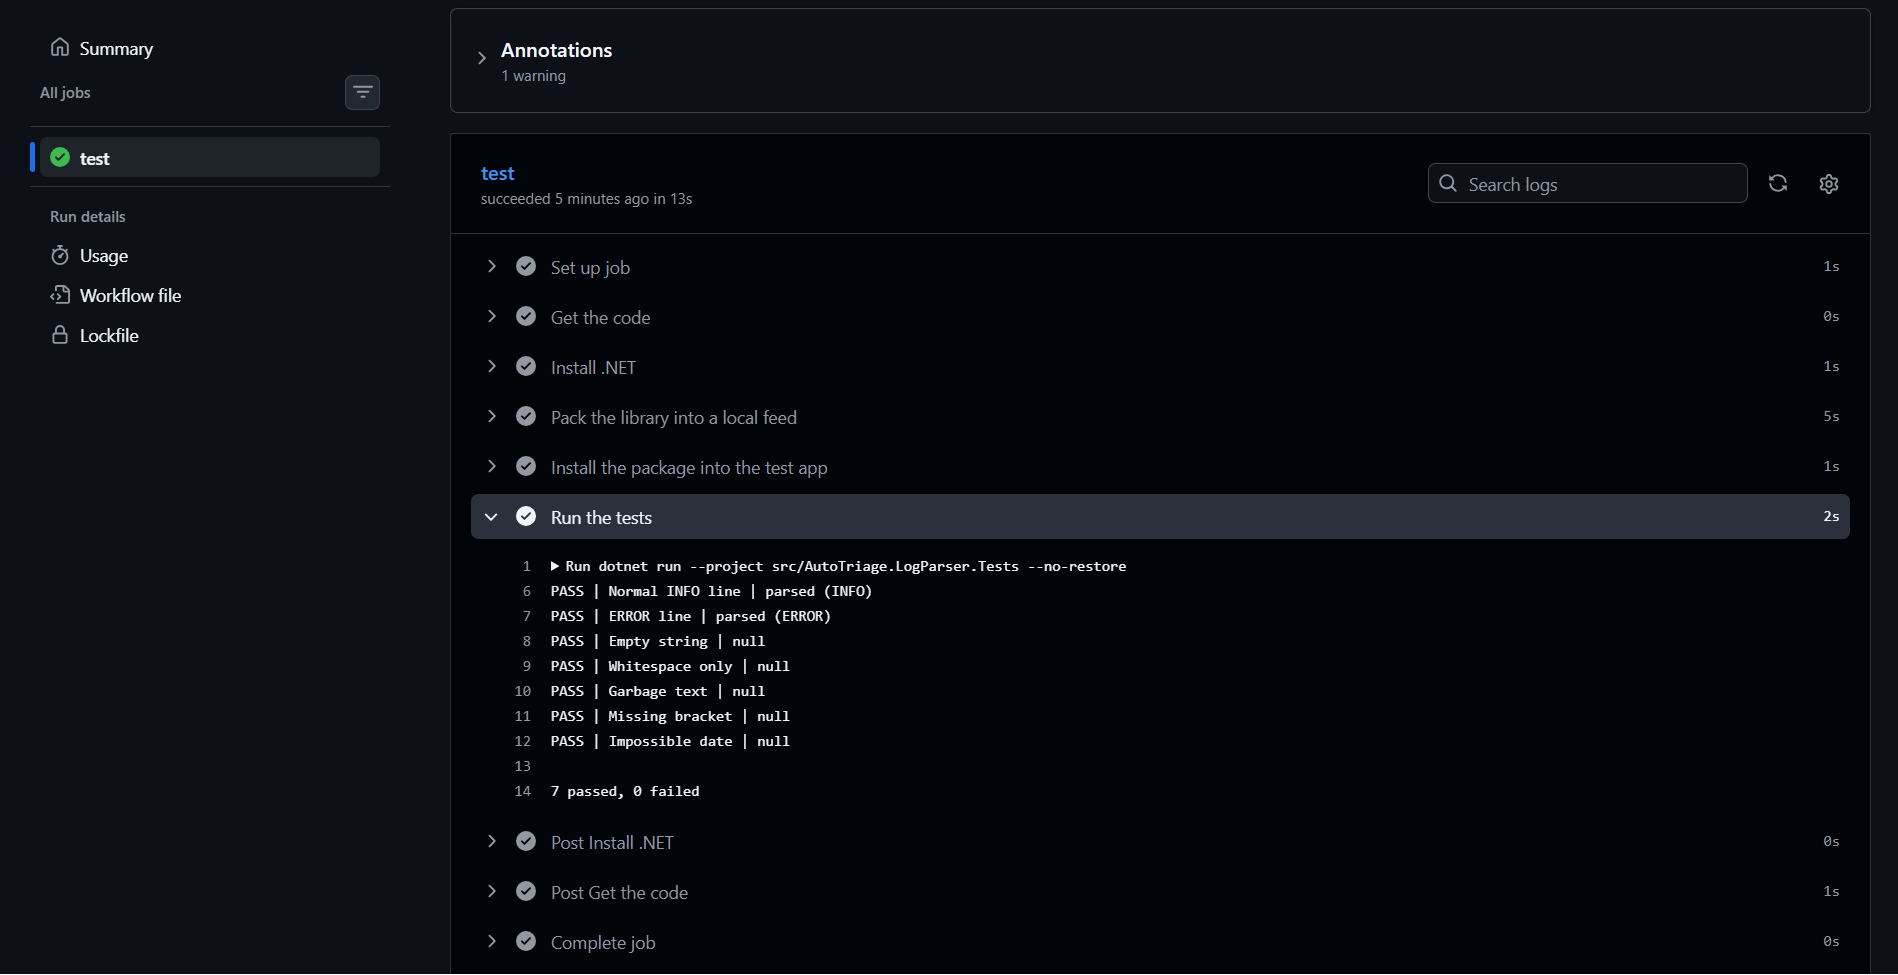 Summary
All jobs
test
Run details
Usage
Workflow file
Lockfile
Annotations
1 warning
test
succeeded 5 minutes ago in 13s
Search logs
Set up job 1s
Get the code 0s
Install .NET 1s
Pack the library into a local feed 5s
Install the package into the test app 1s
Run the tests 2s
1 Run dotnet run --project src/AutoTriage.LogParser.Tests --no-restore
6 PASS | Normal INFO line | parsed (INFO)
7 PASS | ERROR line | parsed (ERROR)
8 PASS | Empty string | null
9 PASS | Whitespace only | null
10 PASS | Garbage text | null
11 PASS | Missing bracket | null
12 PASS | Impossible date | null
13
14 7 passed, 0 failed
Post Install .NET 0s
Post Get the code 1s
Complete job 0s